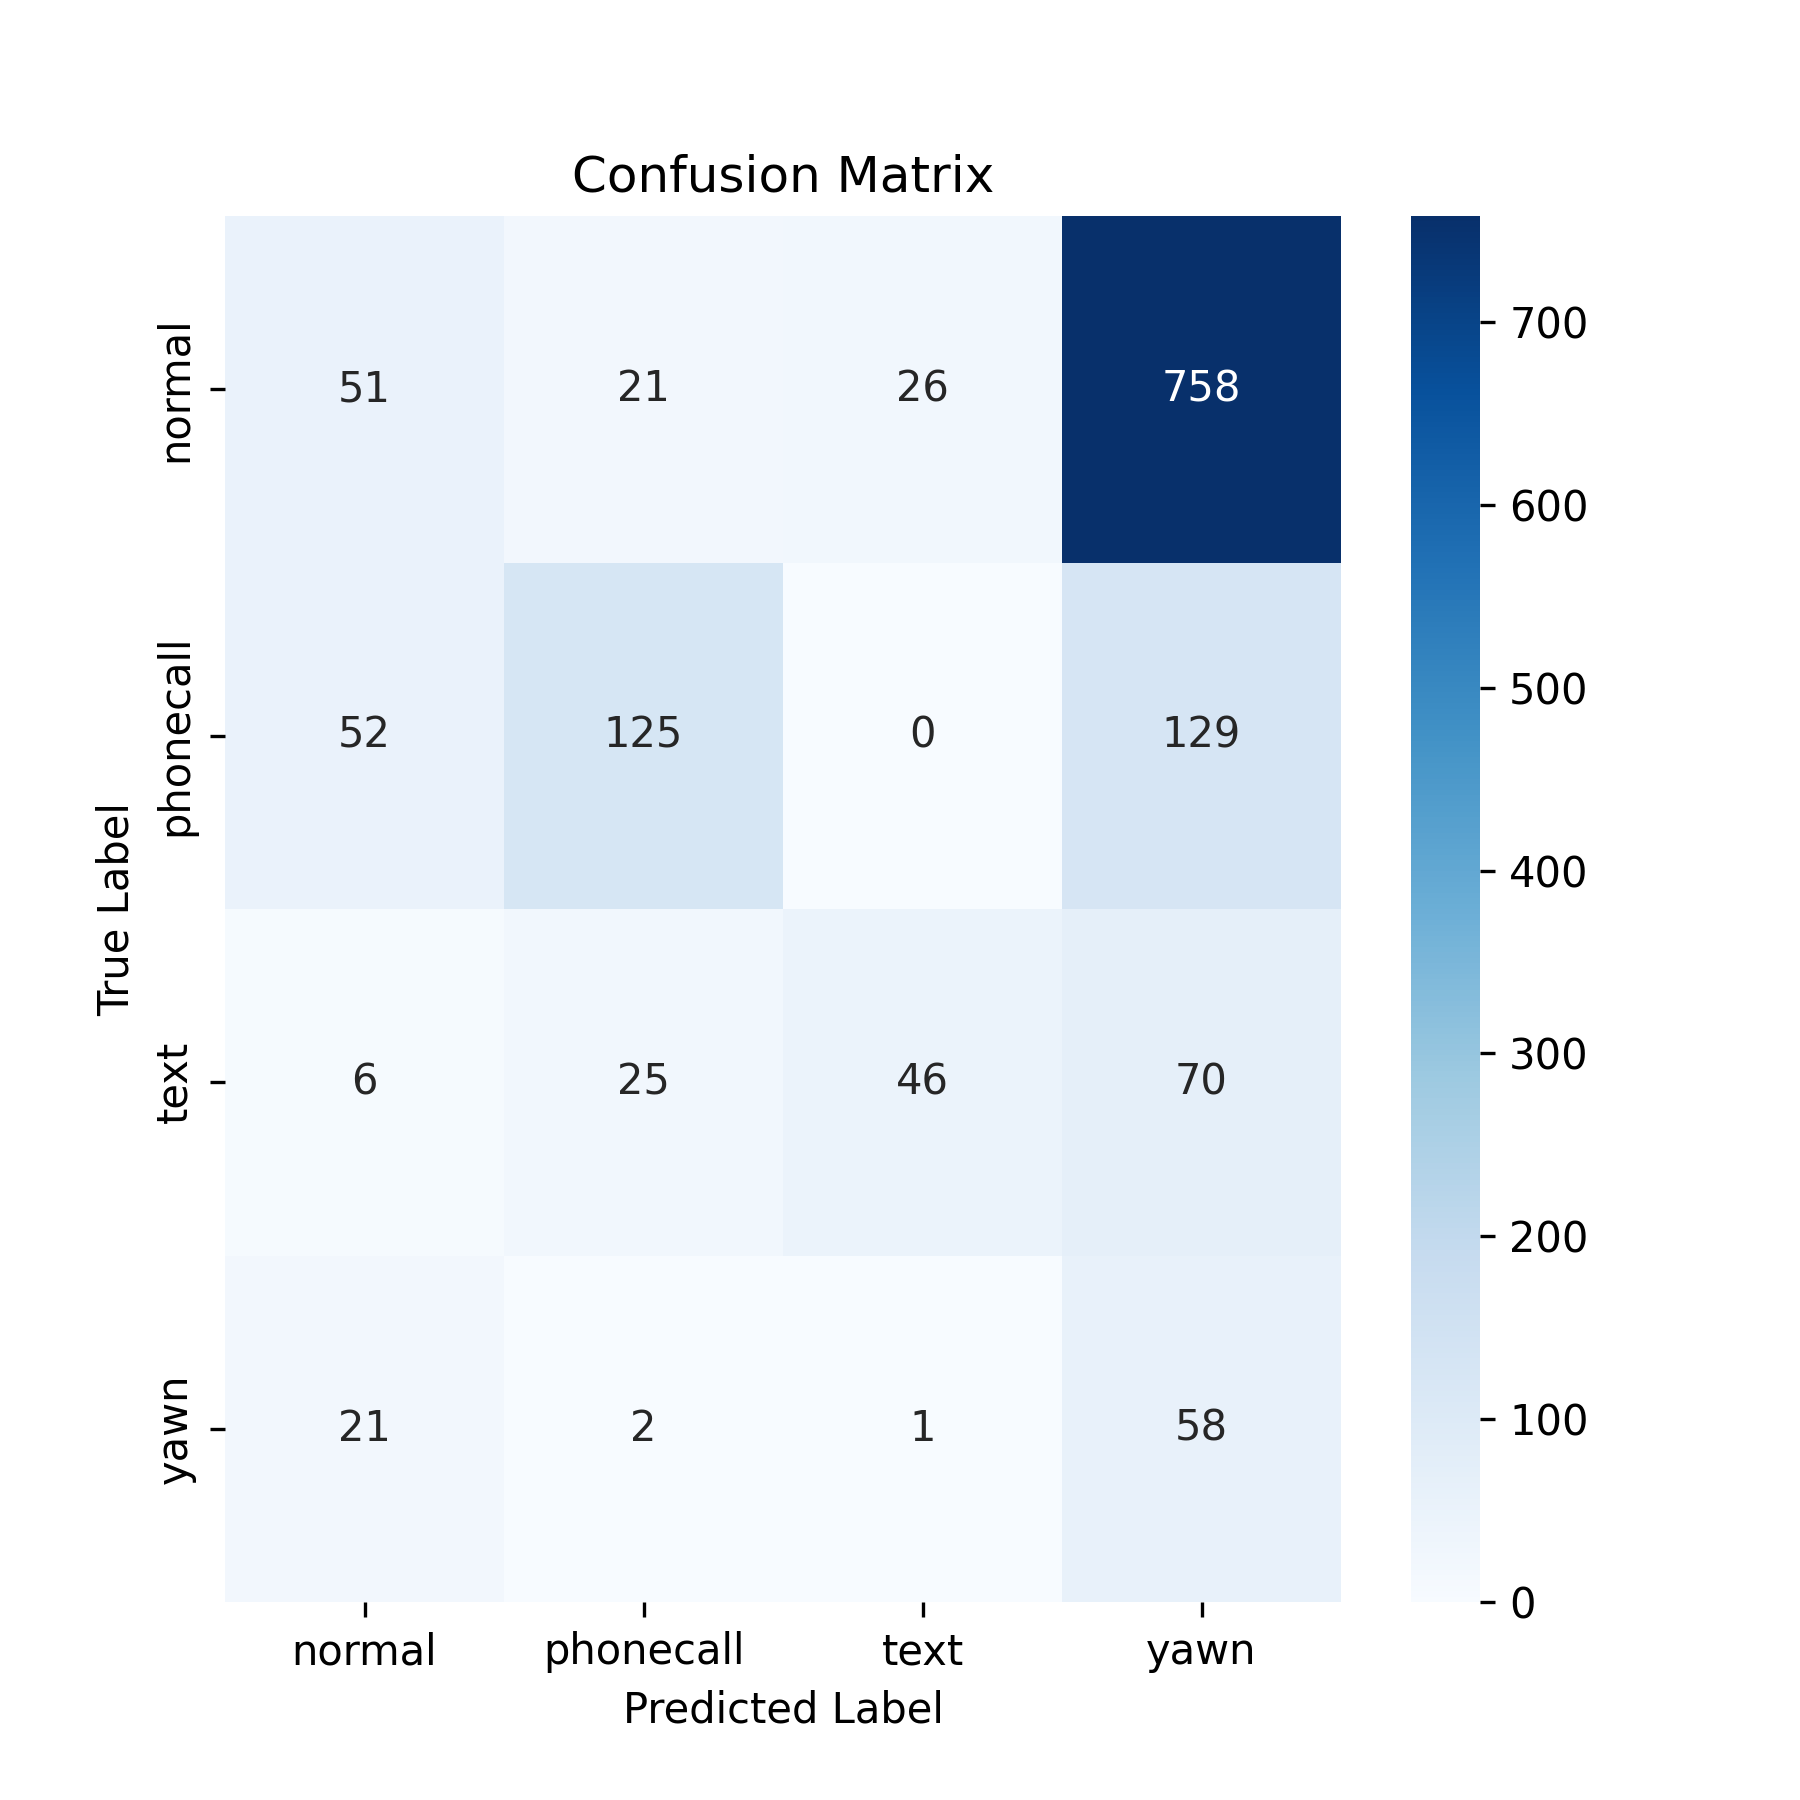 Confusion Matrix
True Label
normal
51 21 26 758
phonecall
52 125 0 129
text
6 25 46 70
yawn
21 2 1 58
normal phonecall text yawn
Predicted Label
700
600
500
400
300
200
100
0